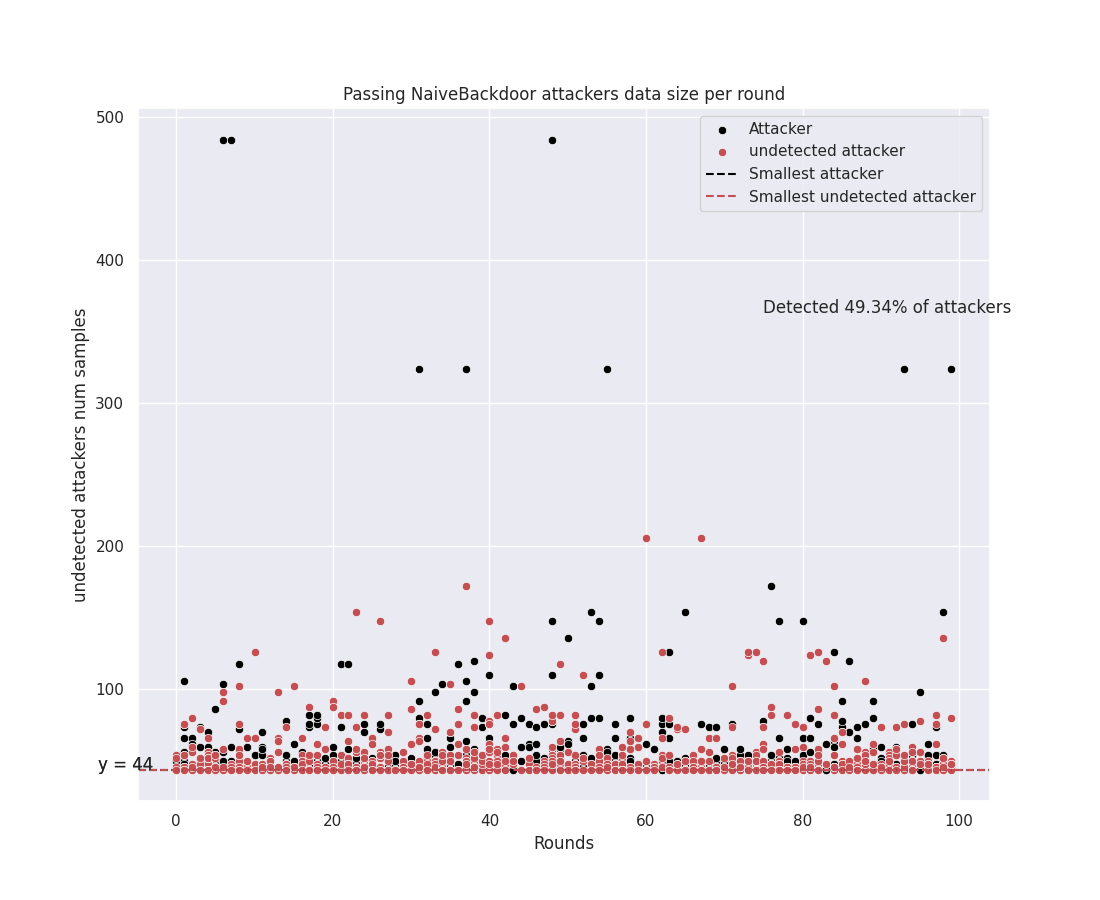 Passing NaiveBackdoor attackers data size per round
500
400
300
200
100
y = 44
undetected attackers num samples
Attacker
undetected attacker
Smallest attacker
Smallest undetected attacker
Detected 49.34% of attackers
0
20
40
60
80
100
Rounds